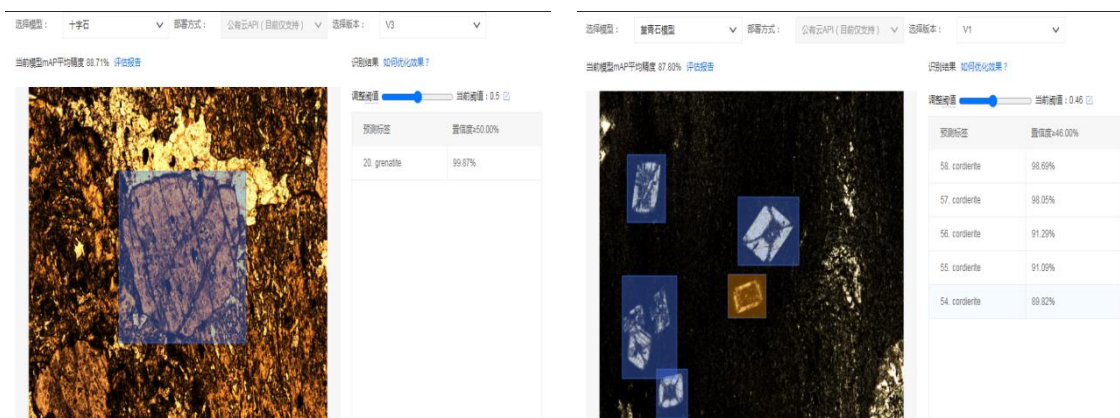 选择模型： 十字石 部署方式： 公有云API（目前仅支持） 选择版本： V3
当前模型mAP平均精度 88.71% 评估报告
识别结果 如何优化效果？
调整阈值 当前阈值：0.5
预测标签 置信度≥50.00%
20. grenatite 99.87%
选择模型： 堇青石模型 部署方式： 公有云API（目前仅支持） 选择版本： V1
当前模型mAP平均精度 87.80% 评估报告
识别结果 如何优化效果？
调整阈值 当前阈值：0.46
预测标签 置信度≥46.00%
58. cordierite 98.69%
57. cordierite 98.05%
56. cordierite 91.29%
55. cordierite 91.09%
54. cordierite 89.82%